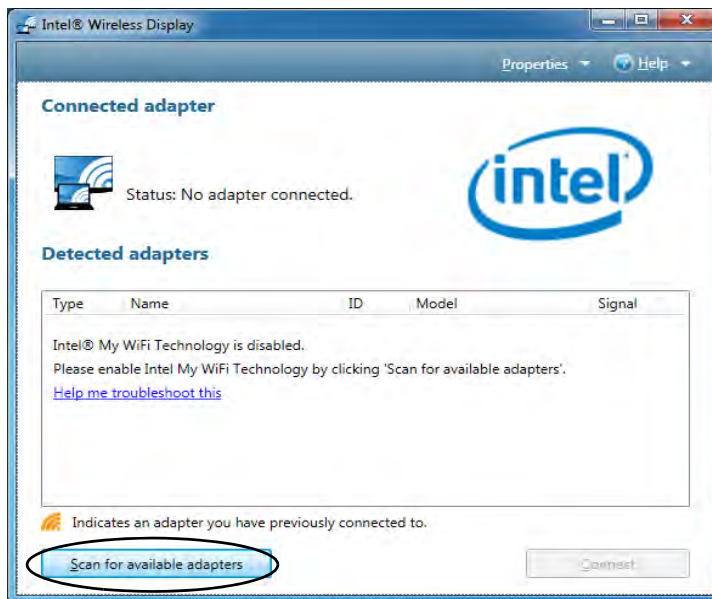 Intel® Wireless Display
Properties Help
Connected adapter
intel
Status: No adapter connected.
Detected adapters
Type Name ID Model Signal
Intel® My WiFi Technology is disabled.
Please enable Intel My WiFi Technology by clicking 'Scan for available adapters'.
Help me troubleshoot this
Indicates an adapter you have previously connected to.
Scan for available adapters Connect